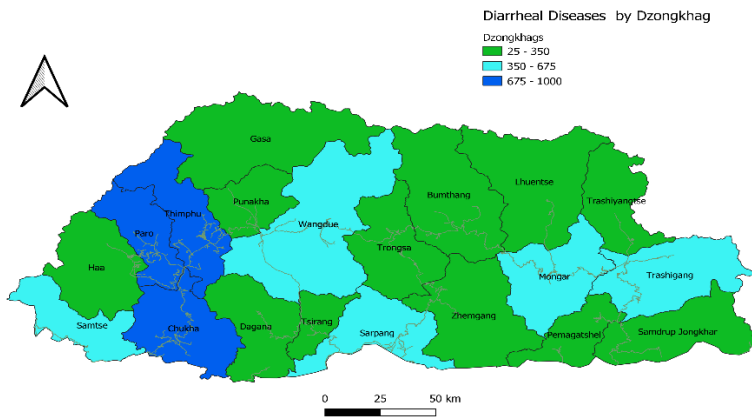 Diarrheal Diseases by Dzongkhag
Dzongkhags
25 - 350
350 - 675
675 - 1000
Gasa
Punakha
Thimphu
Paro
Haa
Wangdue
Bumthang
Lhuentse
Trashiyangtse
Trongsa
Mongar
Trashigang
Samtse
Chukha
Dagana
Tsirang
Sarpang
Zhemgang
Pemagatshel
Samdrup Jongkhar
0 25 50 km